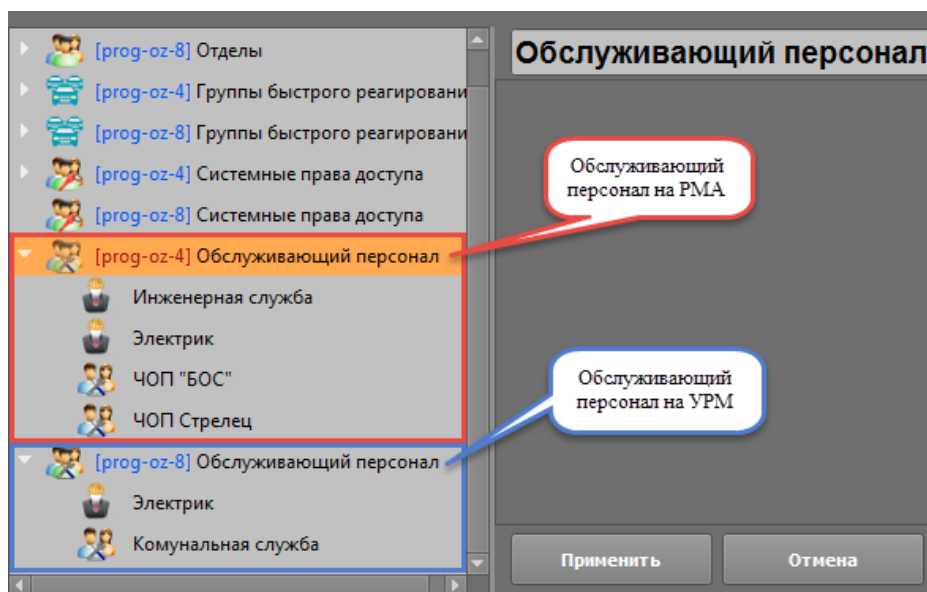 [prog-oz-8] Отделы
[prog-oz-4] Группы быстрого реагировани
[prog-oz-8] Группы быстрого реагировани
[prog-oz-4] Системные права доступа
[prog-oz-8] Системные права доступа
[prog-oz-4] Обслуживающий персонал
Инженерная служба
Электрик
ЧОП "БОС"
ЧОП Стрелец
[prog-oz-8] Обслуживающий персонал
Электрик
Комунальная служба
Обслуживающий персонал
Обслуживающий
персонал на РМА
Обслуживающий
персонал на УРМ
Применить
Отмена